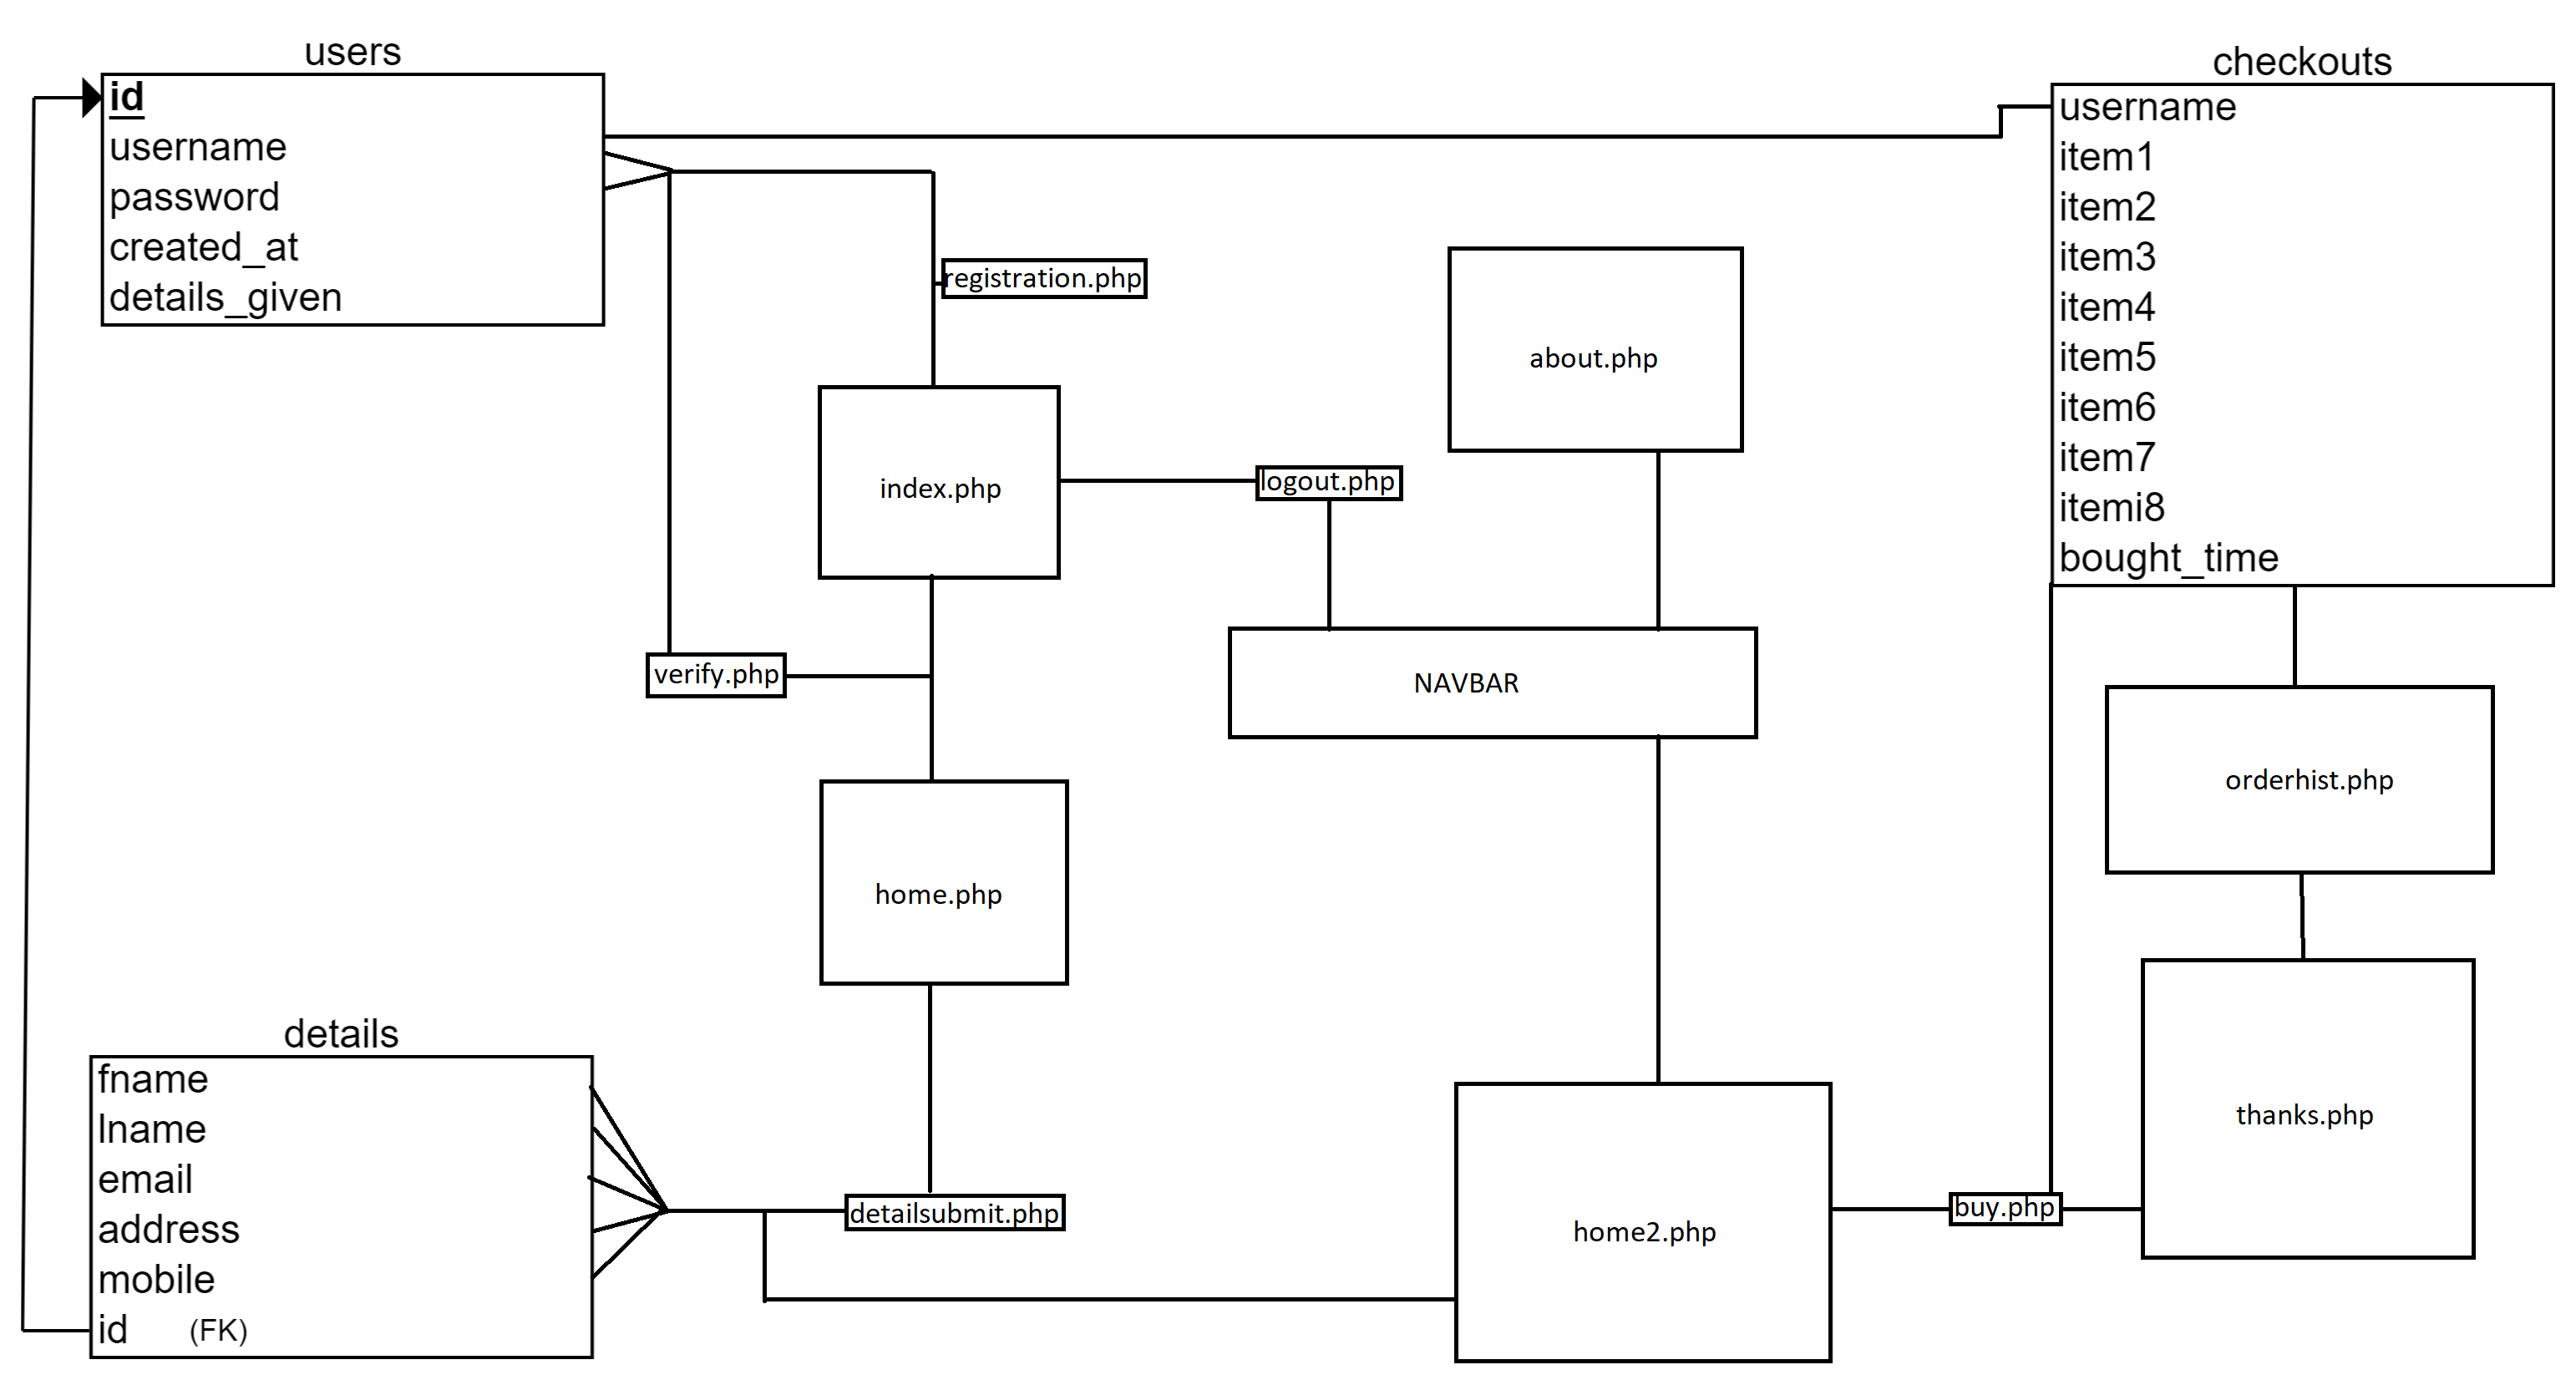 users
id
username
password
created_at
details_given
checkouts
username
item1
item2
item3
item4
item5
item6
item7
itemi8
bought_time
registration.php
about.php
index.php
logout.php
verify.php
NAVBAR
orderhist.php
home.php
details
fname
lname
email
address
mobile
id (FK)
detailsubmit.php
home2.php
buy.php
thanks.php